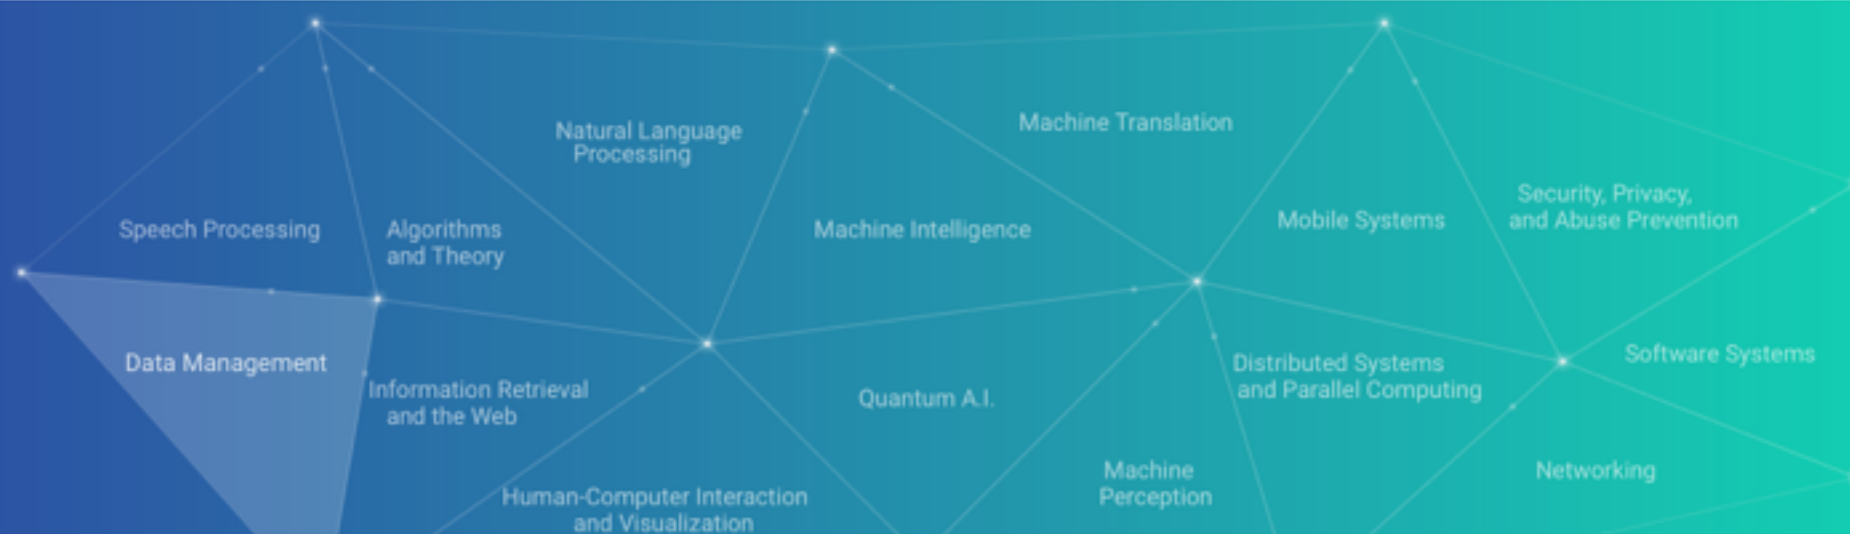 Natural Language
Processing
Machine Translation
Speech Processing
Algorithms
and Theory
Machine Intelligence
Mobile Systems
Security, Privacy,
and Abuse Prevention
Data Management
Information Retrieval
and the Web
Quantum A.I.
Distributed Systems
and Parallel Computing
Software Systems
Human-Computer Interaction
and Visualization
Machine
Perception
Networking